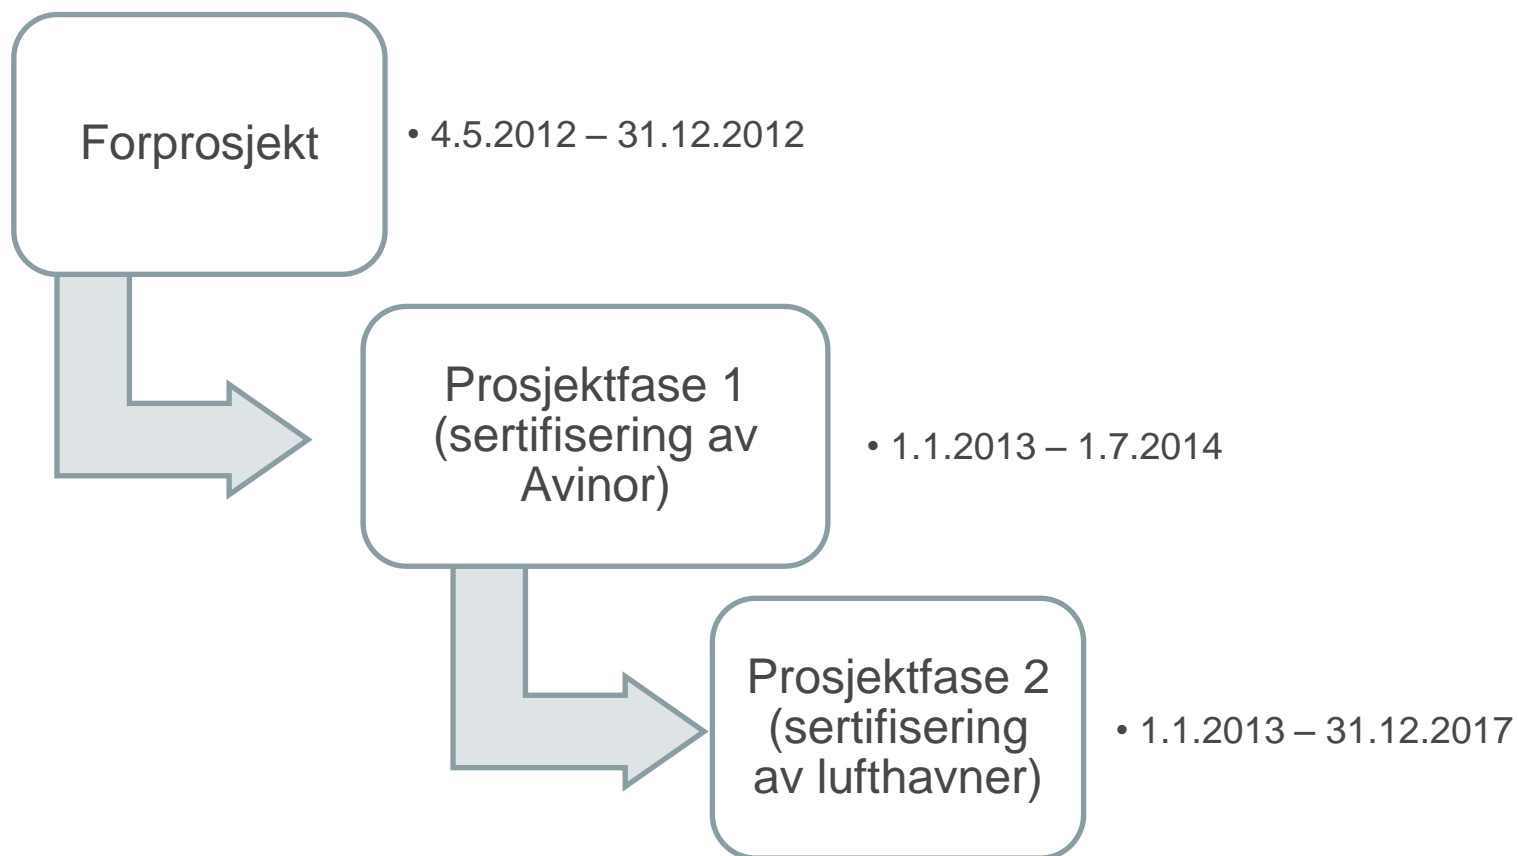 Forprosjekt
• 4.5.2012 – 31.12.2012
Prosjektfase 1
(sertifisering av
Avinor)
• 1.1.2013 – 1.7.2014
Prosjektfase 2
(sertifisering
av lufthavner)
• 1.1.2013 – 31.12.2017